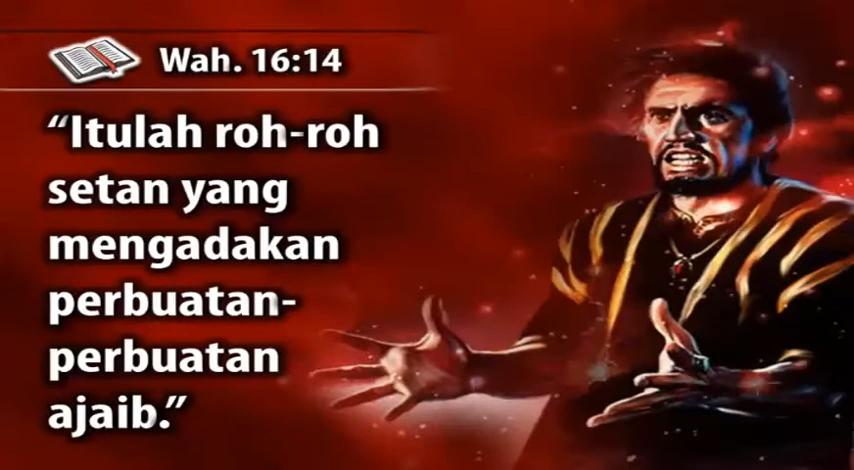 Wah. 16:14
“Itulah roh-roh
setan yang
mengadakan
perbuatan-
perbuatan
ajaib.”